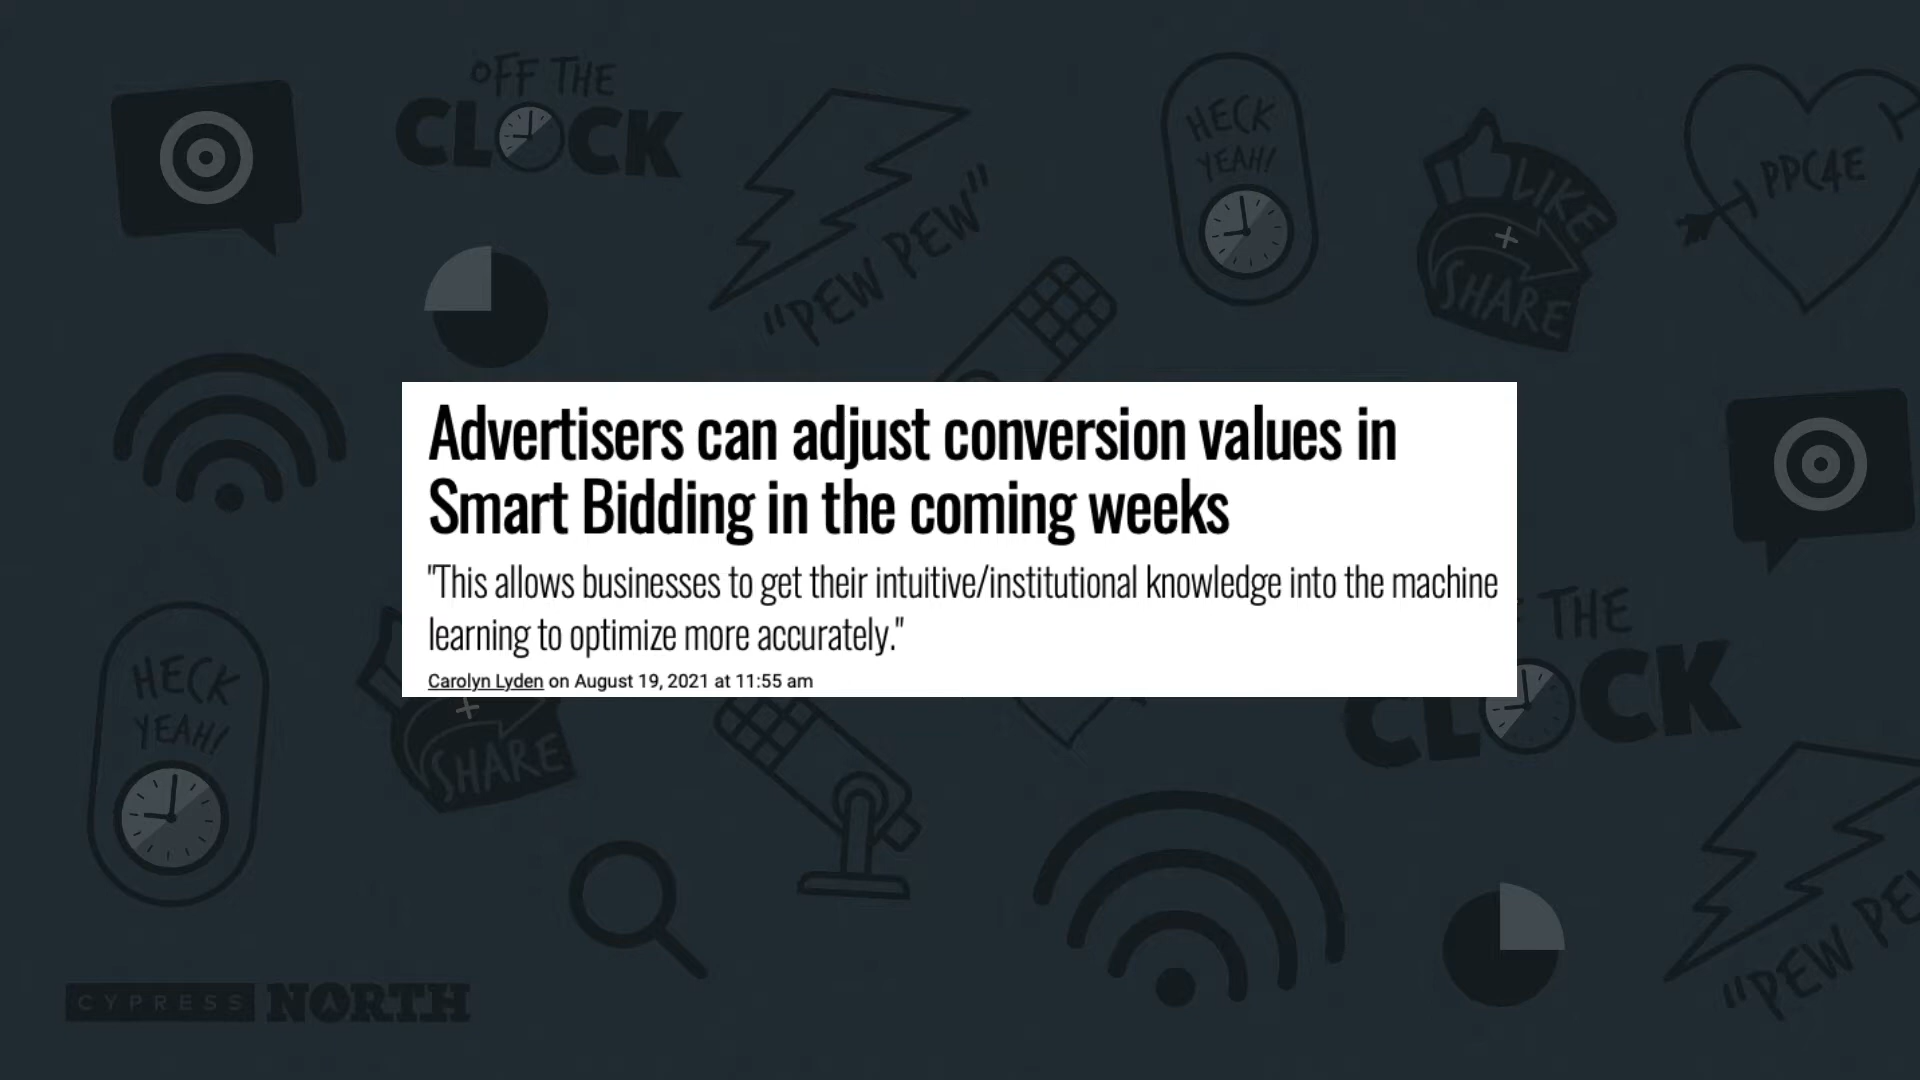 OFF THE
CLOCK
HECK
YEAH!
LIKE
SHARE
PPC4E
"PEW PEW"
Advertisers can adjust conversion values in
Smart Bidding in the coming weeks
"This allows businesses to get their intuitive/institutional knowledge into the machine
learning to optimize more accurately."
Carolyn Lyden on August 19, 2021 at 11:55 am
THE
CLOCK
HECK
YEAH!
SHARE
"PEW
CYPRESS NORTH